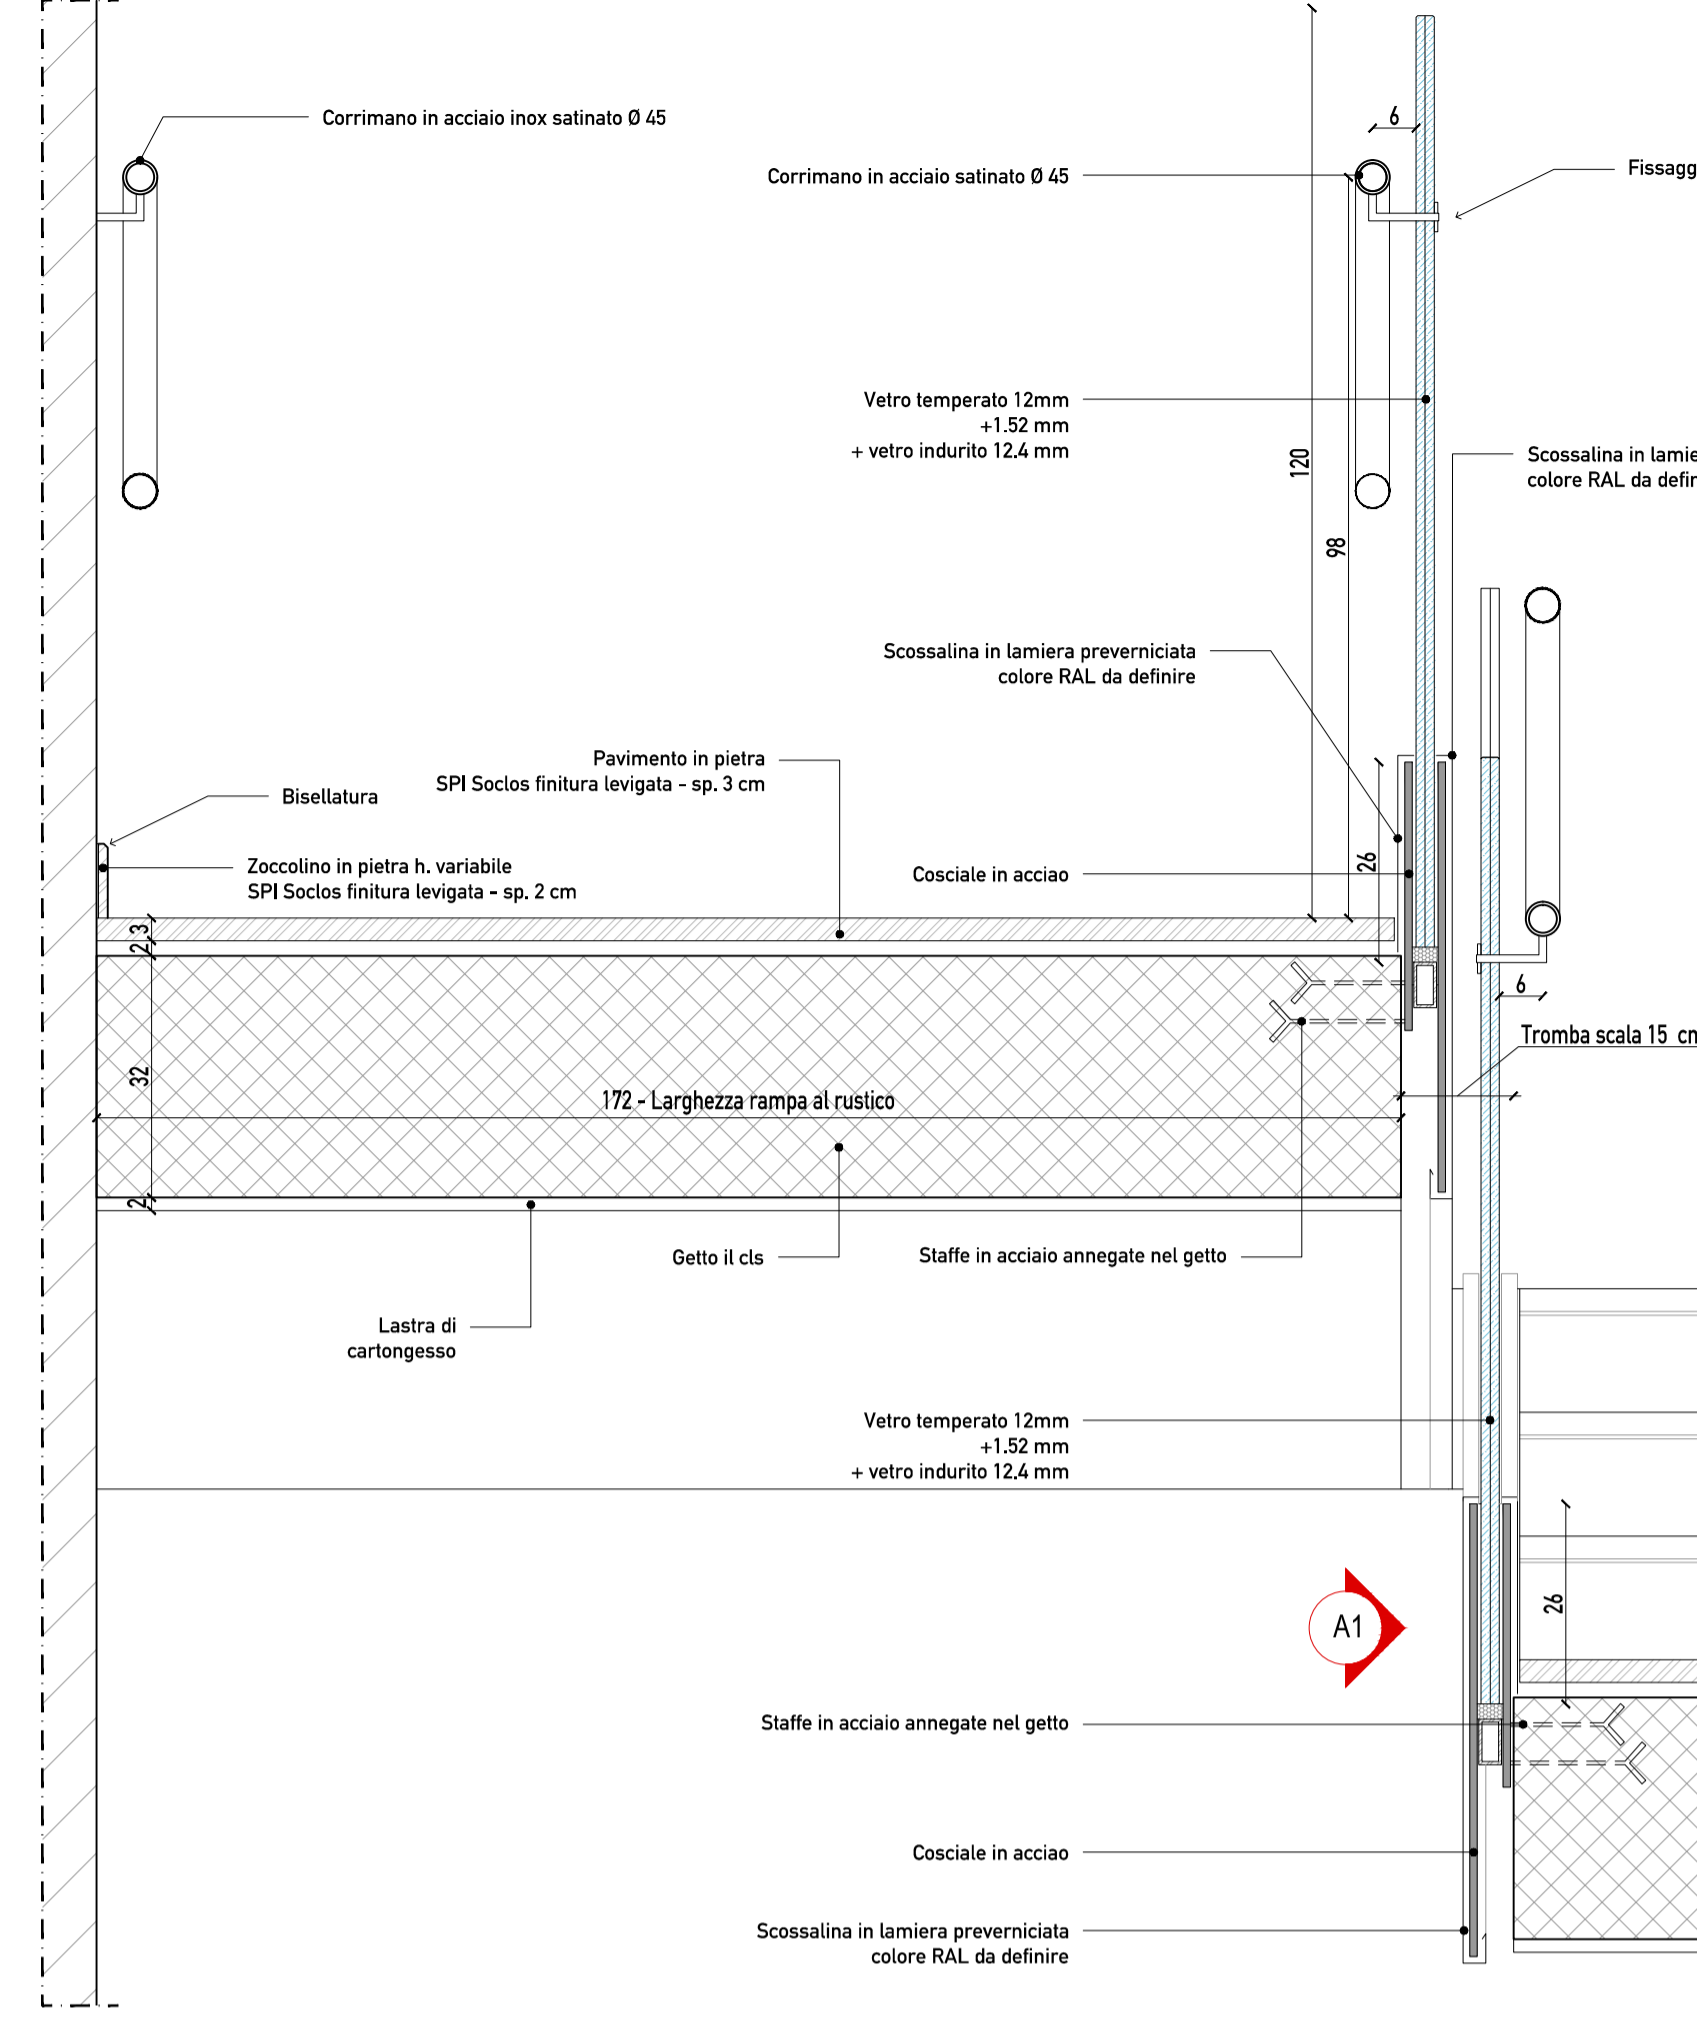 Corrimano in acciaio inox satinato Ø 45
6
Corrimano in acciaio satinato Ø 45
Vetro temperato 12mm
+1.52 mm
+ vetro indurito 12.4 mm
120
98
Scossalina in
colore RAL da
Scossalina in lamiera preverniciata
colore RAL da definire
Pavimento in pietra
SPI Soclos finitura levigata - sp. 3 cm
Bisellatura
Zoccolino in pietra h. variabile
SPI Soclos finitura levigata - sp. 2 cm
26
Cosciale in acciao
3
2
6
Tromba scala 15
32
172 - Larghezza rampa al rustico
2
Getto il cls
Staffe in acciaio annegate nel getto
Lastra di
cartongesso
Vetro temperato 12mm
+1.52 mm
+ vetro indurito 12.4 mm
26
A1
Staffe in acciaio annegate nel getto
Cosciale in acciao
Scossalina in lamiera preverniciata
colore RAL da definire